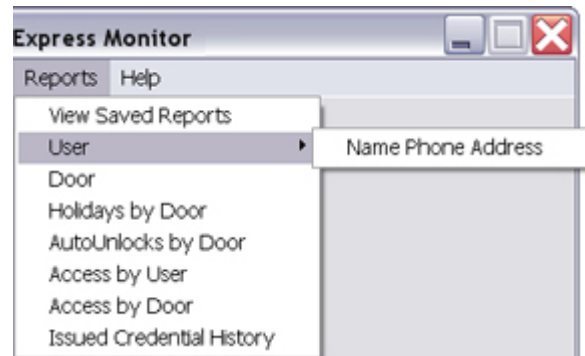 Express Monitor
Reports Help
View Saved Reports
User
Name Phone Address
Door
Holidays by Door
AutoUnlocks by Door
Access by User
Access by Door
Issued Credential History